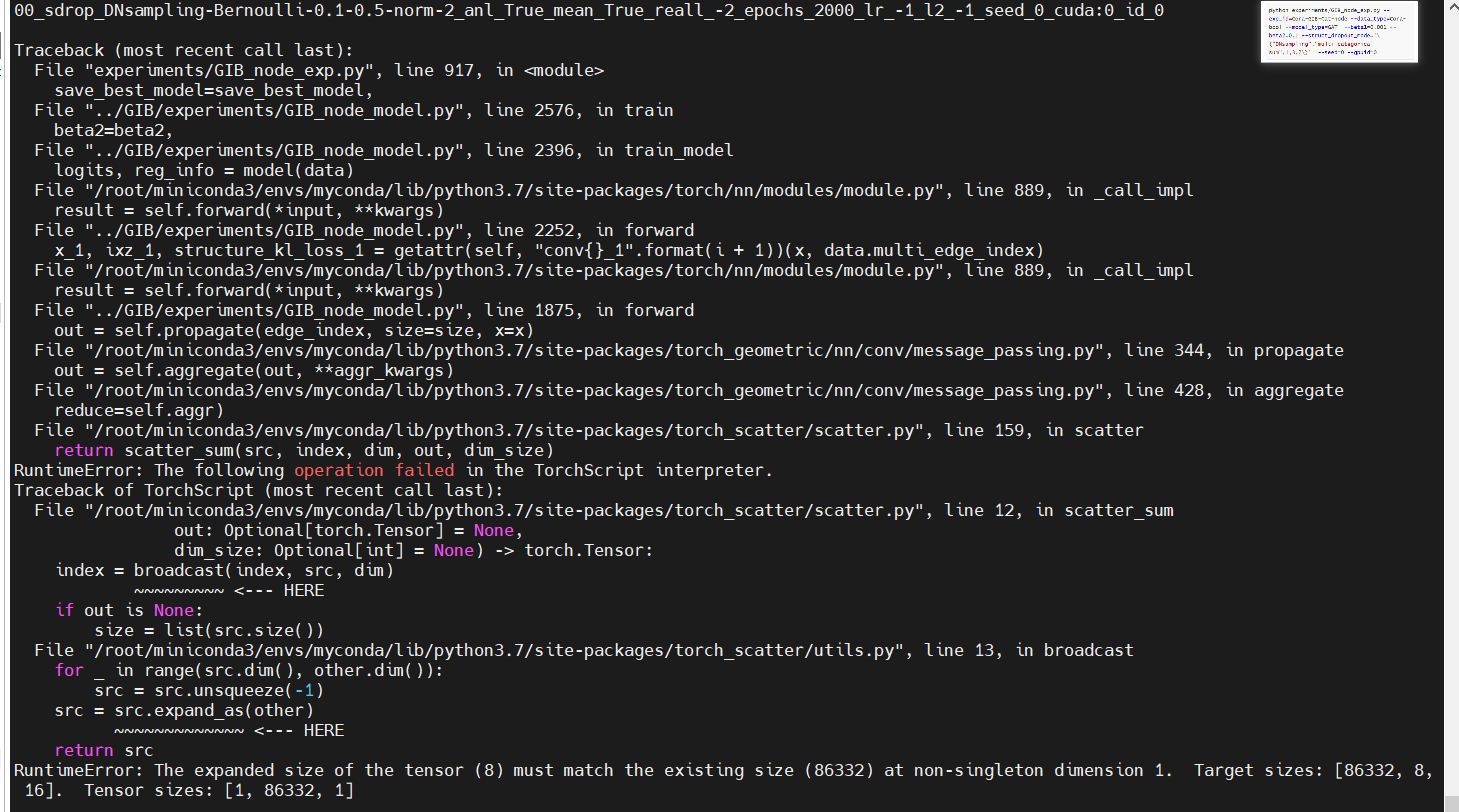 00_sdrop_DNsampling-Bernoulli-0.1-0.5-norm-2_anl_True_mean_True_reall_-2_epochs_2000_lr_-1_l2_-1_seed_0_cuda:0_id_0
Traceback (most recent call last):
  File "experiments/GIB_node_exp.py", line 917, in <module>
    save_best_model=save_best_model,
  File "../GIB/experiments/GIB_node_model.py", line 2576, in train
    beta2=beta2,
  File "../GIB/experiments/GIB_node_model.py", line 2396, in train_model
    logits, reg_info = model(data)
  File "/root/miniconda3/envs/myconda/lib/python3.7/site-packages/torch/nn/modules/module.py", line 889, in _call_impl
    result = self.forward(*input, **kwargs)
  File "../GIB/experiments/GIB_node_model.py", line 2252, in forward
    x_1, ixz_1, structure_kl_loss_1 = getattr(self, "conv{}_1".format(i + 1))(x, data.multi_edge_index)
  File "/root/miniconda3/envs/myconda/lib/python3.7/site-packages/torch/nn/modules/module.py", line 889, in _call_impl
    result = self.forward(*input, **kwargs)
  File "../GIB/experiments/GIB_node_model.py", line 1875, in forward
    out = self.propagate(edge_index, size=size, x=x)
  File "/root/miniconda3/envs/myconda/lib/python3.7/site-packages/torch_geometric/nn/conv/message_passing.py", line 344, in propagate
    out = self.aggregate(out, **aggr_kwargs)
  File "/root/miniconda3/envs/myconda/lib/python3.7/site-packages/torch_geometric/nn/conv/message_passing.py", line 428, in aggregate
    reduce=self.aggr)
  File "/root/miniconda3/envs/myconda/lib/python3.7/site-packages/torch_scatter/scatter.py", line 159, in scatter
    return scatter_sum(src, index, dim, out, dim_size)
RuntimeError: The following operation failed in the TorchScript interpreter.
Traceback of TorchScript (most recent call last):
  File "/root/miniconda3/envs/myconda/lib/python3.7/site-packages/torch_scatter/scatter.py", line 12, in scatter_sum
                out: Optional[torch.Tensor] = None,
                dim_size: Optional[int] = None) -> torch.Tensor:
    index = broadcast(index, src, dim)
            ~~~~~~~~~ <--- HERE
    if out is None:
        size = list(src.size())
  File "/root/miniconda3/envs/myconda/lib/python3.7/site-packages/torch_scatter/utils.py", line 13, in broadcast
    for _ in range(src.dim(), other.dim()):
        src = src.unsqueeze(-1)
    src = src.expand_as(other)
          ~~~~~~~~~~~~~ <--- HERE
    return src
RuntimeError: The expanded size of the tensor (8) must match the existing size (86332) at non-singleton dimension 1.  Target sizes: [86332, 8,
 16].  Tensor sizes: [1, 86332, 1]
python experiments/GIB_node_exp.py --